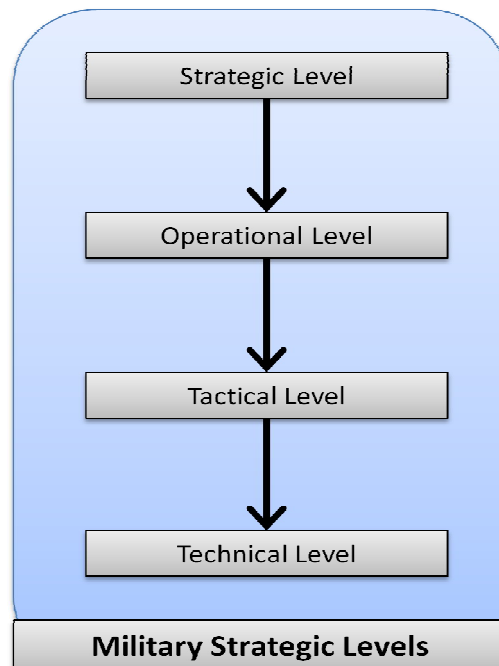 Strategic Level
Operational Level
Tactical Level
Technical Level
Military Strategic Levels